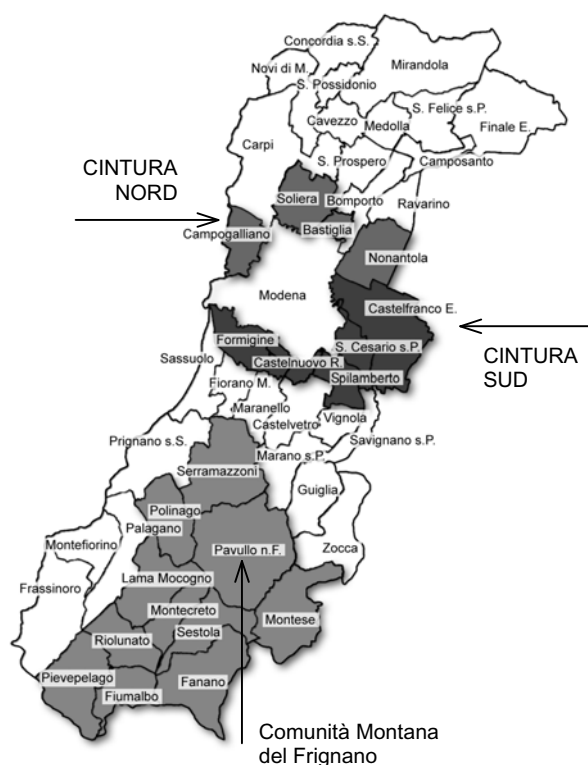 Concordia s.S.
Novi di M.
Mirandola
S. Possidonio
S. Felice s.P.
Cavezzo
Medolla
Finale E.
Carpi
S. Prospero
Camposanto
CINTURA
NORD
Soliera
Bomporto
Ravarino
Campogalliano
Bastiglia
Nonantola
Modena
Castelfranco E.
Formigine
S. Cesario s.P.
CINTURA
SUD
Sassuolo
Castelnuovo R.
Spilamberto
Fiorano M.
Maranello
Vignola
Castelvetro
Savignano s.P.
Prignano s.S.
Marano s.P.
Serramazzoni
Guiglia
Polinago
Palagano
Montefiorino
Pavullo n.F.
Zocca
Frassinoro
Lama Mocogno
Montecreto
Montese
Riolunato
Sestola
Pievepelago
Fiumalbo
Fanano
Comunità Montana
del Frignano